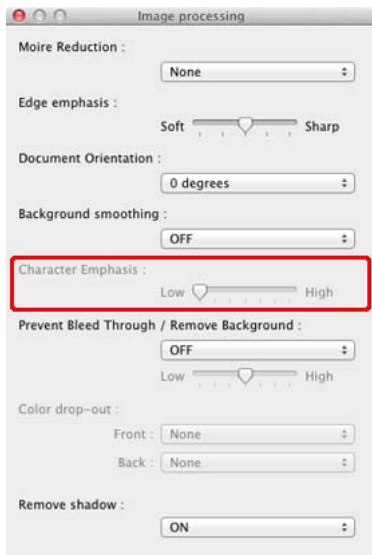 Image processing
Moire Reduction :
None
Edge emphasis :
Soft Sharp
Document Orientation :
0 degrees
Background smoothing :
OFF
Character Emphasis :
Low High
Prevent Bleed Through / Remove Background :
OFF
Low High
Color drop-out :
Front : None
Back : None
Remove shadow :
ON